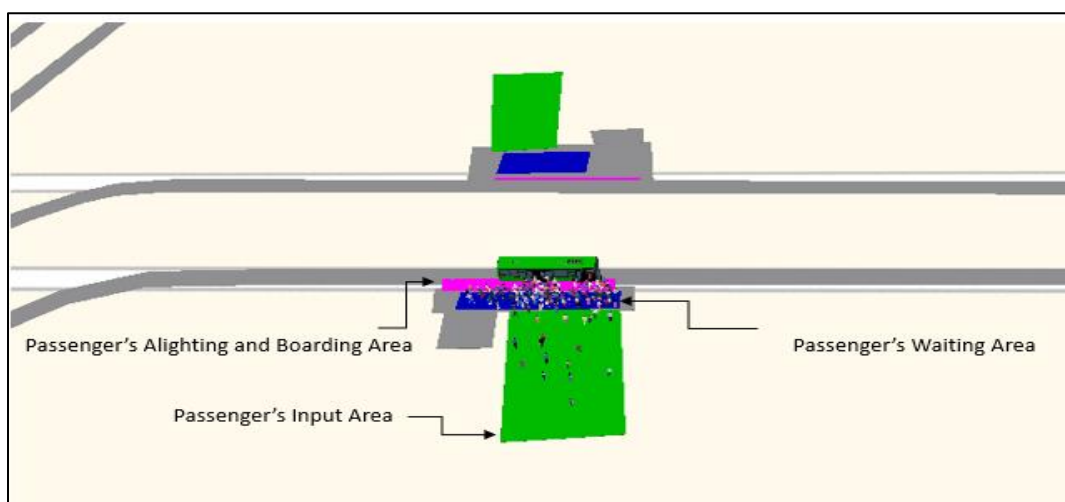 Passenger’s Alighting and Boarding Area
Passenger’s Waiting Area
Passenger’s Input Area